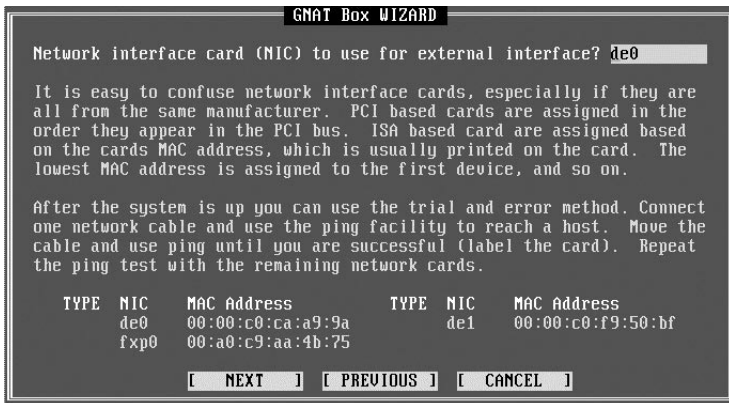 GNAT Box WIZARD
Network interface card (NIC) to use for external interface? de0
It is easy to confuse network interface cards, especially if they are
all from the same manufacturer. PCI based cards are assigned in the
order they appear in the PCI bus. ISA based card are assigned based
on the cards MAC address, which is usually printed on the card. The
lowest MAC address is assigned to the first device, and so on.
After the system is up you can use the trial and error method. Connect
one network cable and use the ping facility to reach a host. Move the
cable and use ping until you are successful (label the card). Repeat
the ping test with the remaining network cards.
TYPE NIC MAC Address TYPE NIC MAC Address
de0 00:00:c0:ca:a9:9a de1 00:00:c0:f9:50:bf
fxp0 00:a0:c9:aa:4b:75
[ NEXT ] [ PREVIOUS ] [ CANCEL ]